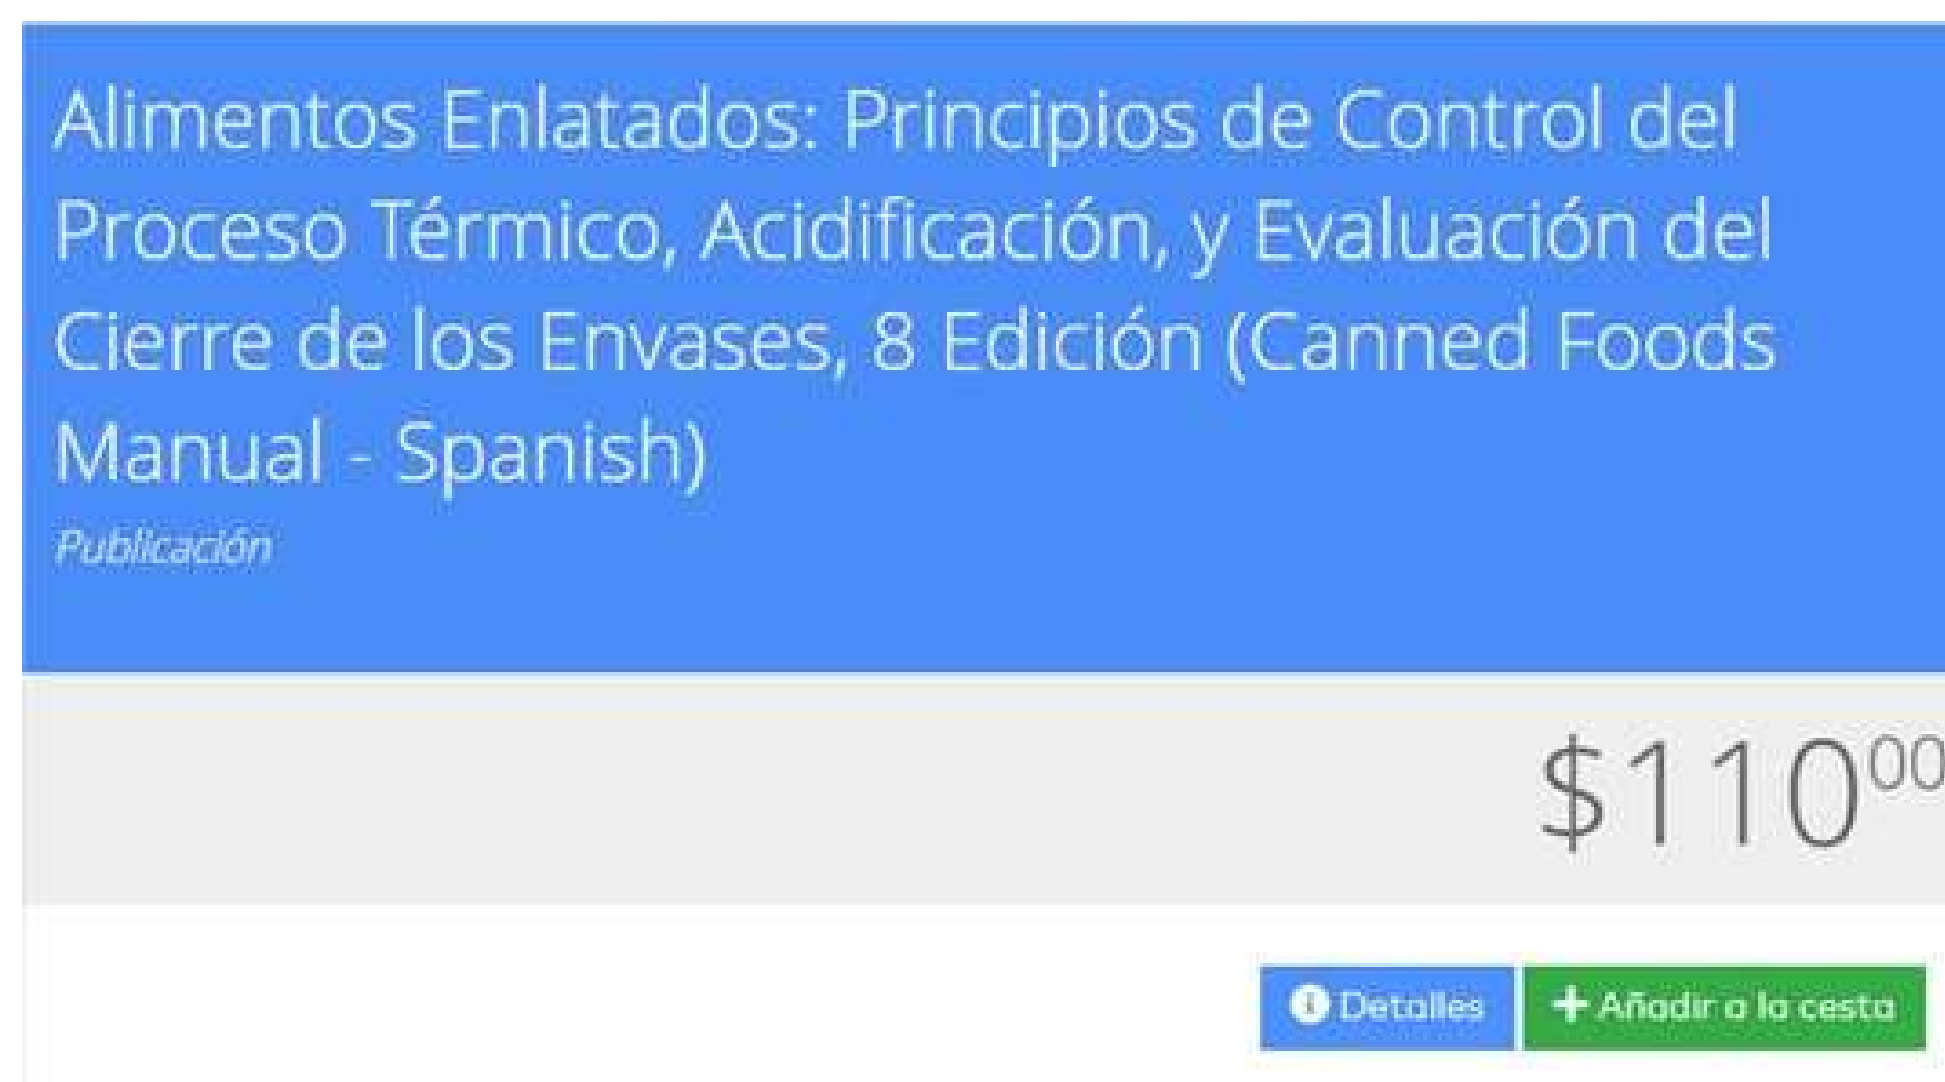 Alimentos Enlatados: Principios de Control del
Proceso Térmico, Acidificación, y Evaluación del
Cierre de los Envases, 8 Edición (Canned Foods
Manual - Spanish)
Publicación
$110⁰⁰
Detalles
Añadir a la cesta